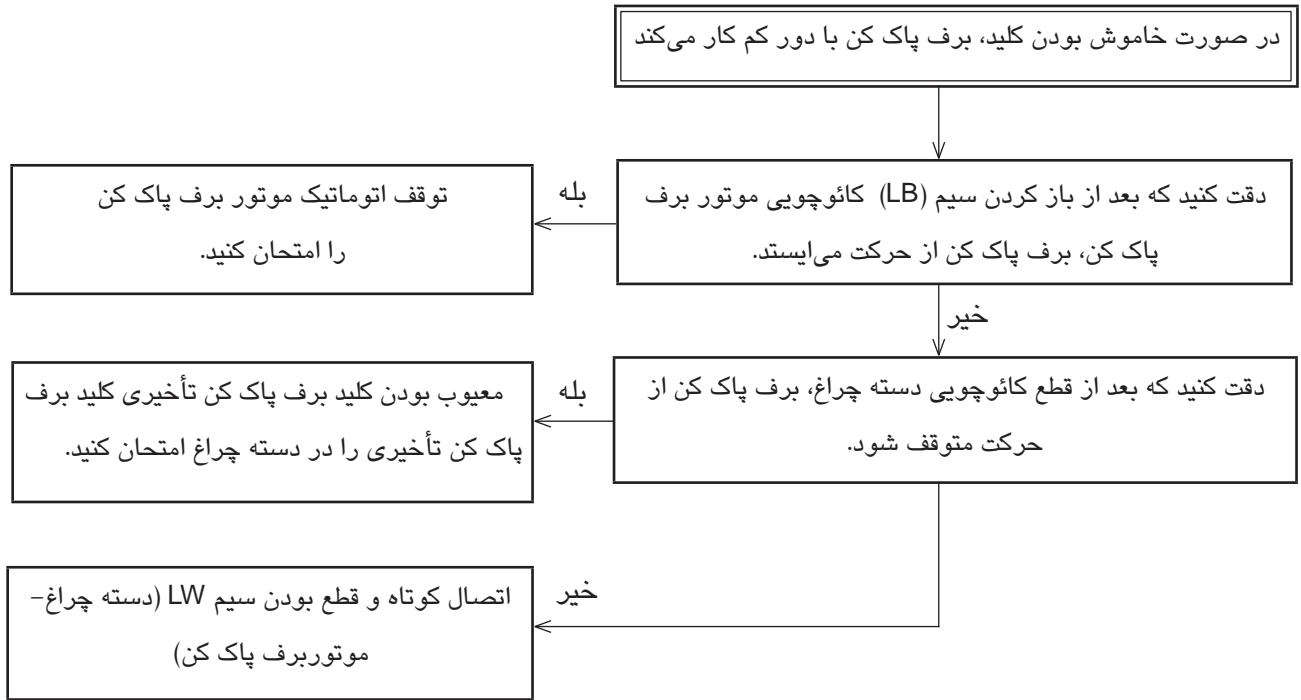 در صورت خاموش بودن کلید، برف پاک کن با دور کم کار می‌کند
دقت کنید که بعد از باز کردن سیم (LB) کائوچویی موتور برف
پاک کن، برف پاک کن از حرکت می‌ایستد.
بله
توقف اتوماتیک موتور برف پاک کن
را امتحان کنید.
خیر
دقت کنید که بعد از قطع کائوچویی دسته چراغ، برف پاک کن از
حرکت متوقف شود.
بله
معیوب بودن کلید برف پاک کن تأخیری کلید برف
پاک کن تأخیری را در دسته چراغ امتحان کنید.
خیر
اتصال کوتاه و قطع بودن سیم LW (دسته چراغ–
موتوربرف پاک کن)